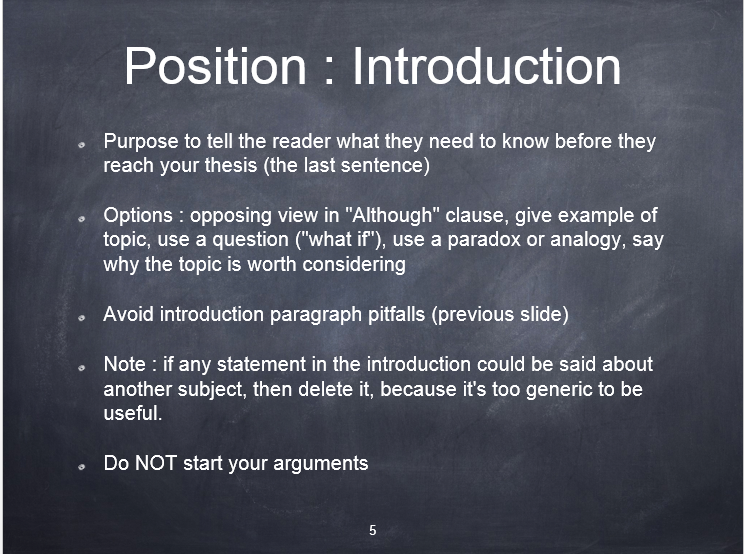 Position : Introduction
Purpose to tell the reader what they need to know before they
reach your thesis (the last sentence)
Options : opposing view in "Although" clause, give example of
topic, use a question ("what if"), use a paradox or analogy, say
why the topic is worth considering
Avoid introduction paragraph pitfalls (previous slide)
Note : if any statement in the introduction could be said about
another subject, then delete it, because it's too generic to be
useful.
Do NOT start your arguments
5